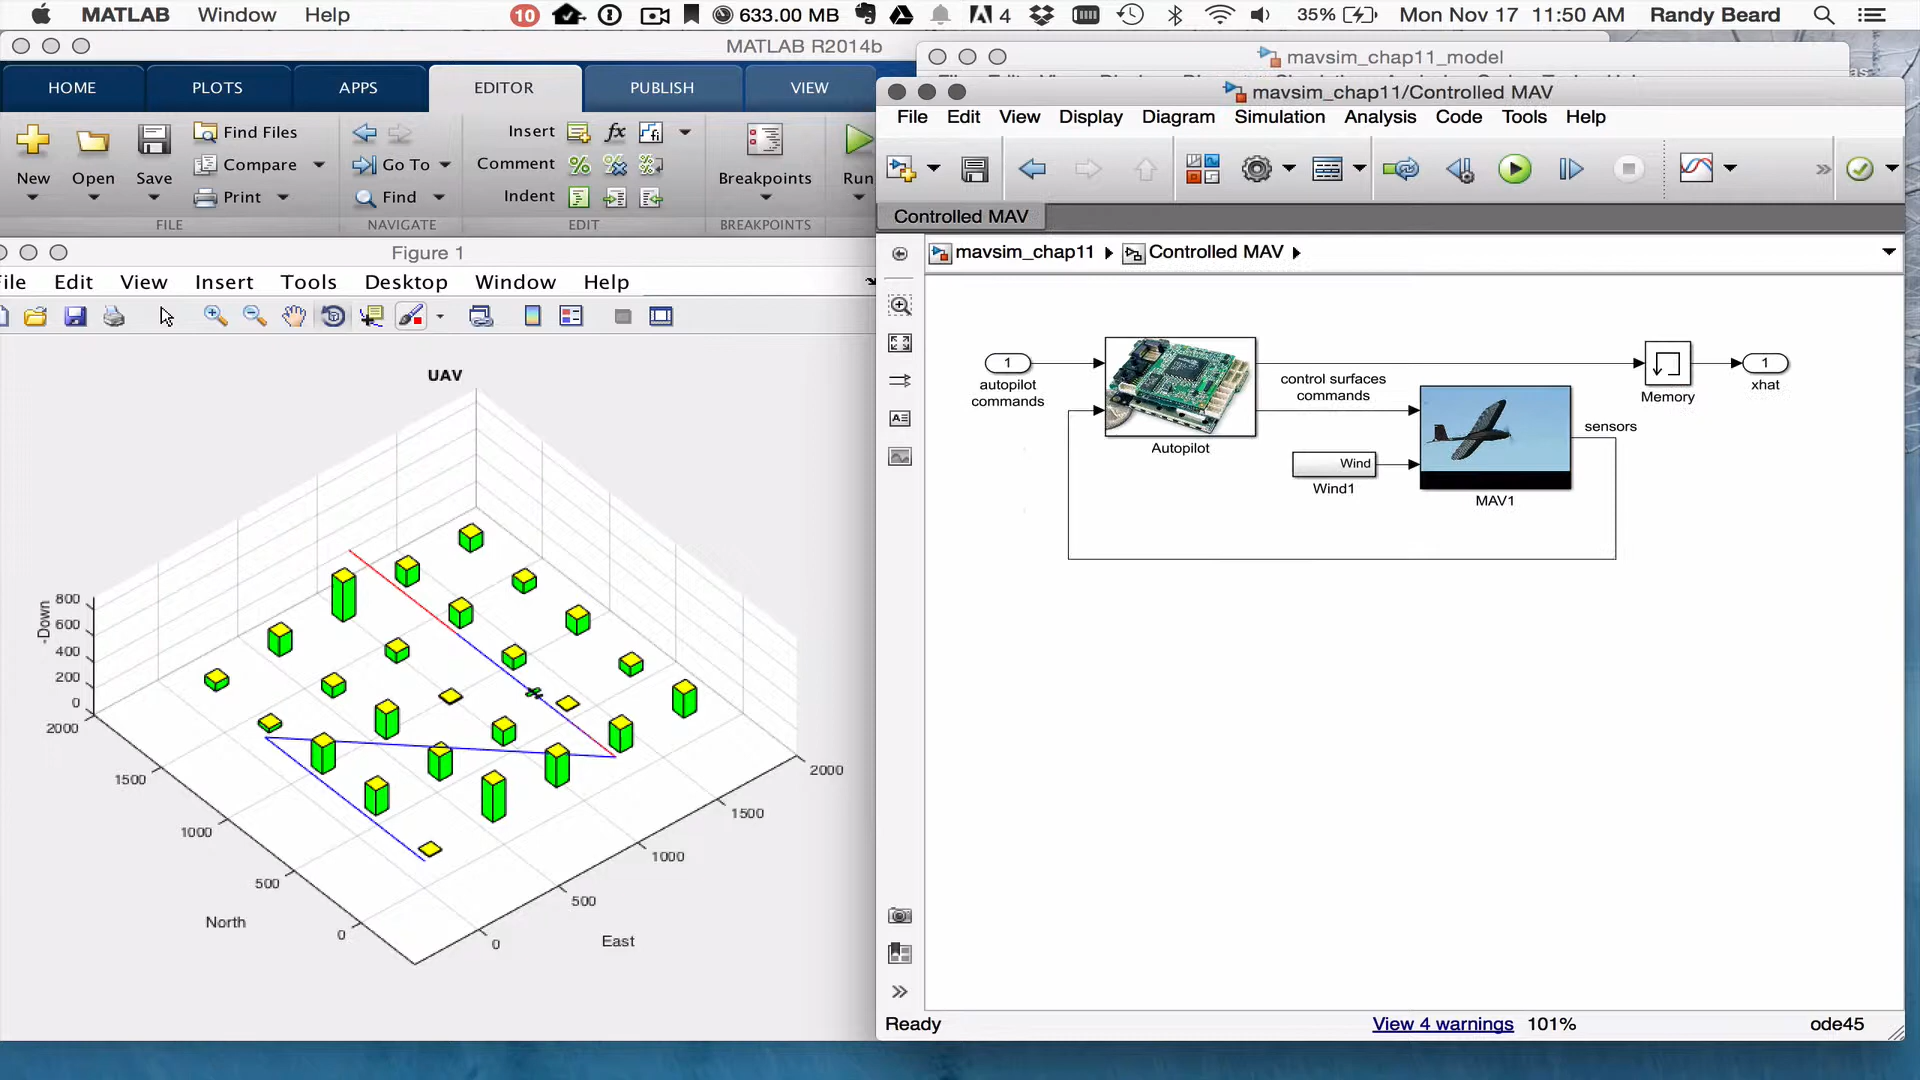 MATLAB Window Help 10 633.00 MB 4 35% Mon Nov 17 11:50 AM Randy Beard
MATLAB R2014b
HOME PLOTS APPS EDITOR PUBLISH VIEW
New Open Save
Find Files
Compare
Print
Go To
Find
Insert
Comment
Indent
Breakpoints
Run
FILE NAVIGATE EDIT BREAKPOINTS
Figure 1
ile Edit View Insert Tools Desktop Window Help
UAV
-Down
800
600
400
200
0
2000
1500
1000
500
0
North
0
500
1000
1500
2000
East
mavsim_chap11_model
mavsim_chap11/Controlled MAV
File Edit View Display Diagram Simulation Analysis Code Tools Help
Controlled MAV
mavsim_chap11 Controlled MAV
1
autopilot
commands
Autopilot
control surfaces
commands
Wind
Wind1
MAV1
sensors
Memory
1
xhat
Ready View 4 warnings 101% ode45